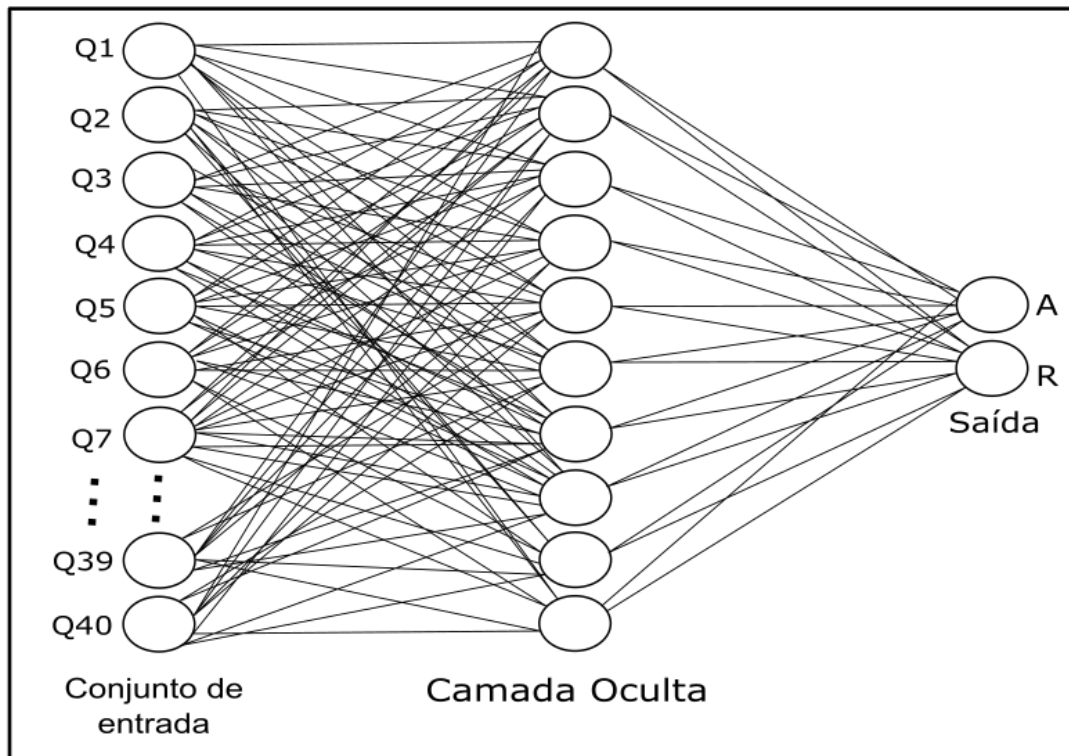 Q1
Q2
Q3
Q4
Q5
Q6
Q7
Q39
Q40
Conjunto de
entrada
Camada Oculta
A
R
Saída